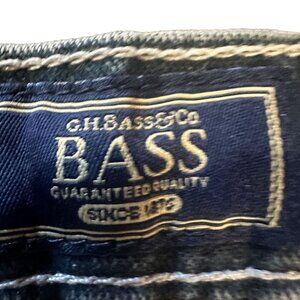 G.H.BASS&Co
BASS
GUARANTEED QUALITY
SINCE 1876